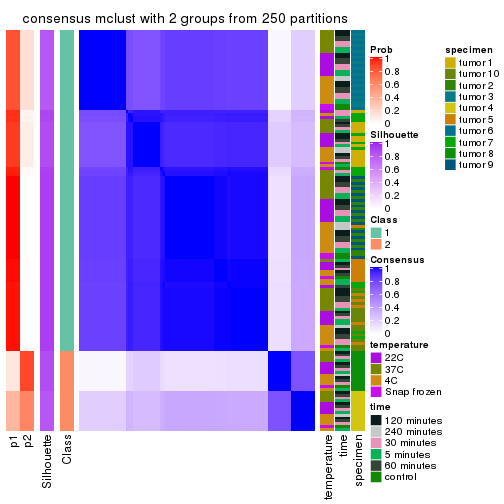 consensus mclust with 2 groups from 250 partitions
p1
p2
Silhouette
Class
temperature
time
specimen
Prob
1
0.8
0.6
0.4
0.2
0
Silhouette
1
0.8
0.6
0.4
0.2
0
Class
1
2
Consensus
1
0.8
0.6
0.4
0.2
0
temperature
22C
37C
4C
Snap frozen
time
120 minutes
240 minutes
30 minutes
5 minutes
60 minutes
control
specimen
tumor 1
tumor 10
tumor 2
tumor 3
tumor 4
tumor 5
tumor 6
tumor 7
tumor 8
tumor 9